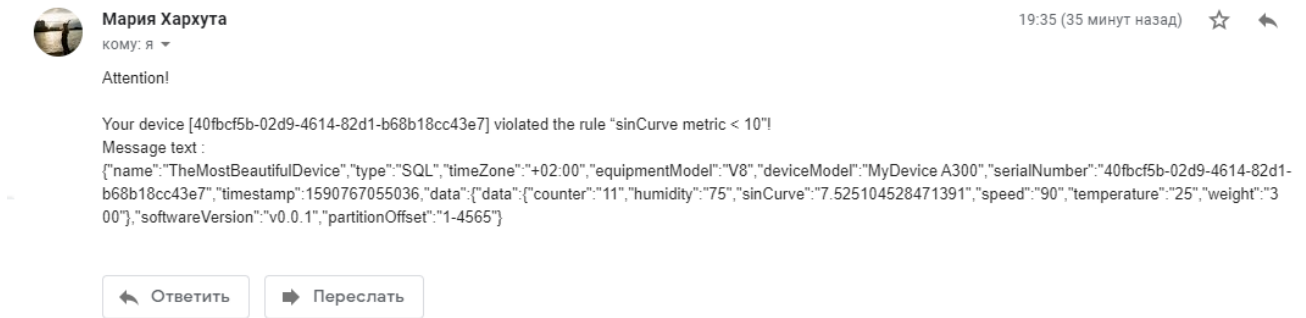 Мария Хархута
19:35 (35 минут назад)
кому: я
Attention!
Your device [40fbcf5b-02d9-4614-82d1-b68b18cc43e7] violated the rule “sinCurve metric < 10”!
Message text :
{"name":"TheMostBeautifulDevice","type":"SQL","timeZone":"+02:00","equipmentModel":"V8","deviceModel":"MyDevice A300","serialNumber":"40fbcf5b-02d9-4614-82d1-
b68b18cc43e7","timestamp":1590767055036,"data":{"data":{"counter":"11","humidity":"75","sinCurve":"7.525104528471391","speed":"90","temperature":"25","weight":"3
00"},"softwareVersion":"v0.0.1","partitionOffset":"1-4565"}
Ответить
Переслать